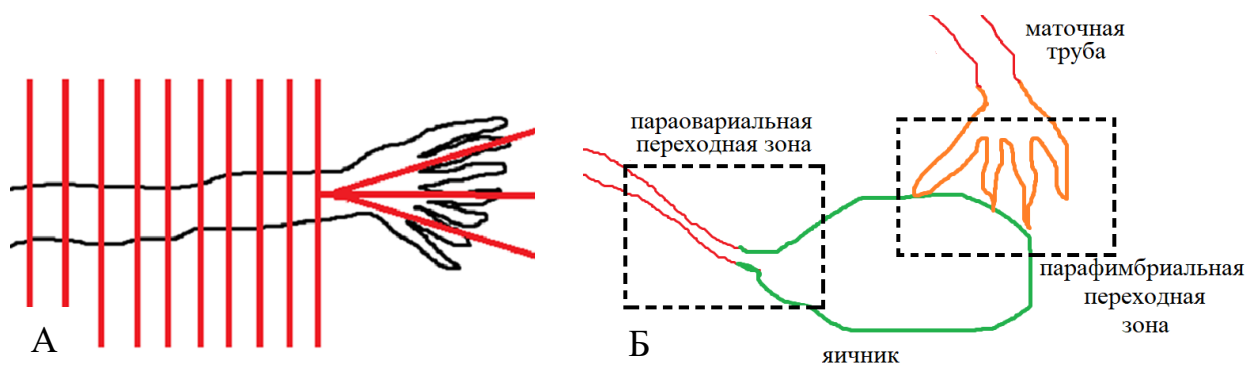 маточная
труба
параовариальная
переходная зона
парафимбриальная
переходная
зона
А
Б
яичник